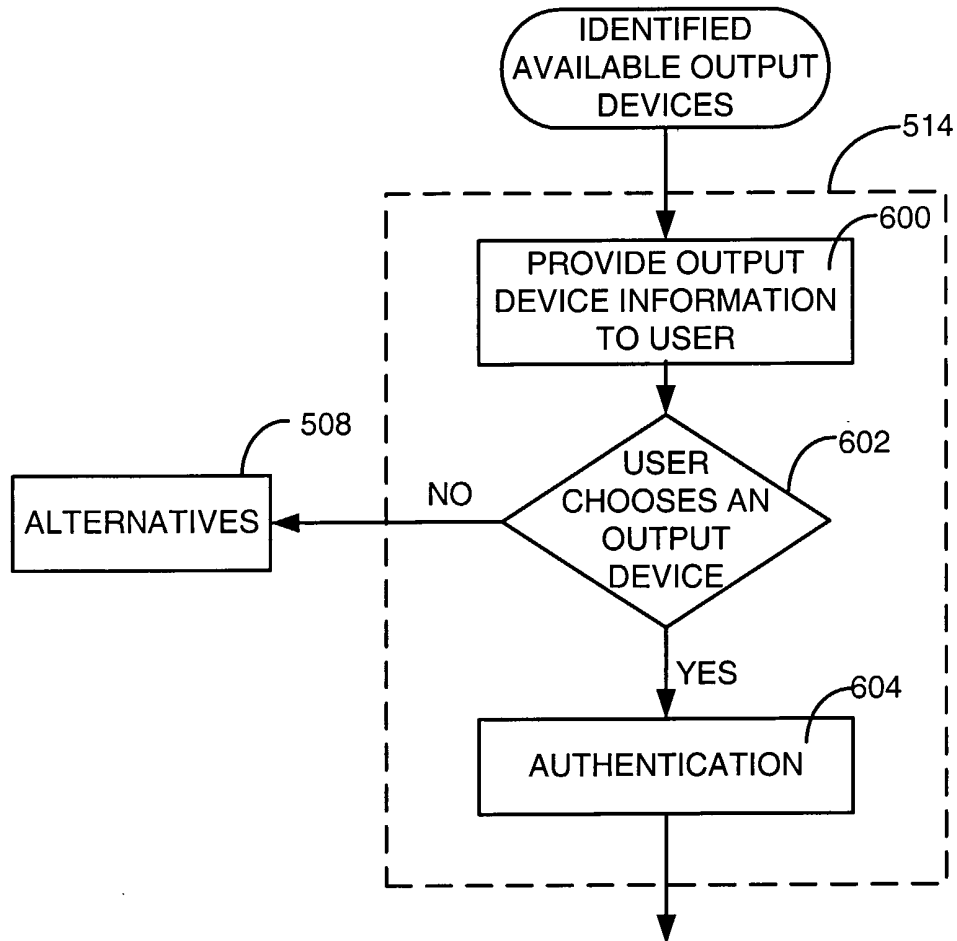 IDENTIFIED
AVAILABLE OUTPUT
DEVICES
514
600
PROVIDE OUTPUT
DEVICE INFORMATION
TO USER
508
602
USER
CHOOSES AN
OUTPUT
DEVICE
NO
ALTERNATIVES
YES
604
AUTHENTICATION